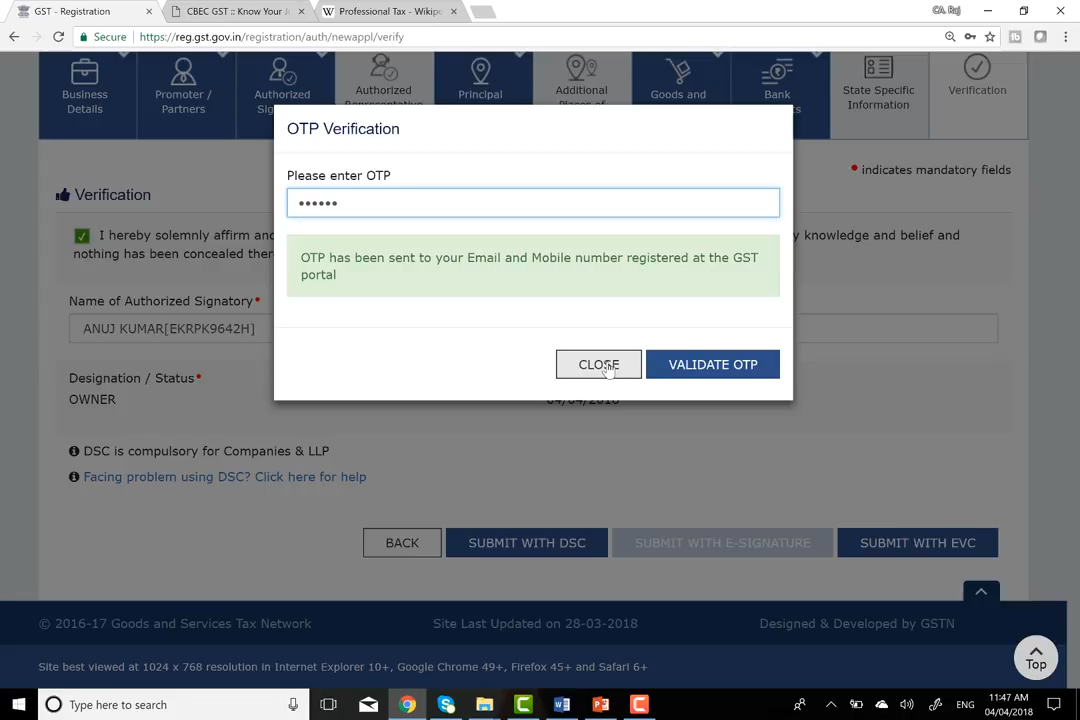 GST - Registration
CBEC GST :: Know Your J
Professional Tax - Wikipe
CA. Raj
Secure
https://reg.gst.gov.in/registration/auth/newappl/verify
Business
Details
Promoter /
Partners
Authorized
Authorized
Principal
Additional
Goods and
Bank
State Specific
Information
Verification
OTP Verification
indicates mandatory fields
Please enter OTP
Verification
I hereby solemnly affirm and
knowledge and belief and
nothing has been concealed
OTP has been sent to your Email and Mobile number registered at the GST
portal
Name of Authorized Signatory*
ANUJ KUMAR[EKRPK9642H]
CLOSE
VALIDATE OTP
Designation / Status*
OWNER
04/04/2018
DSC is compulsory for Companies & LLP
Facing problem using DSC? Click here for help
BACK
SUBMIT WITH DSC
SUBMIT WITH E-SIGNATURE
SUBMIT WITH EVC
© 2016-17 Goods and Services Tax Network
Site Last Updated on 28-03-2018
Designed & Developed by GSTN
Site best viewed at 1024 x 768 resolution in Internet Explorer 10+, Google Chrome 49+, Firefox 45+ and Safari 6+
Top
Type here to search
ENG
11:47 AM
04/04/2018